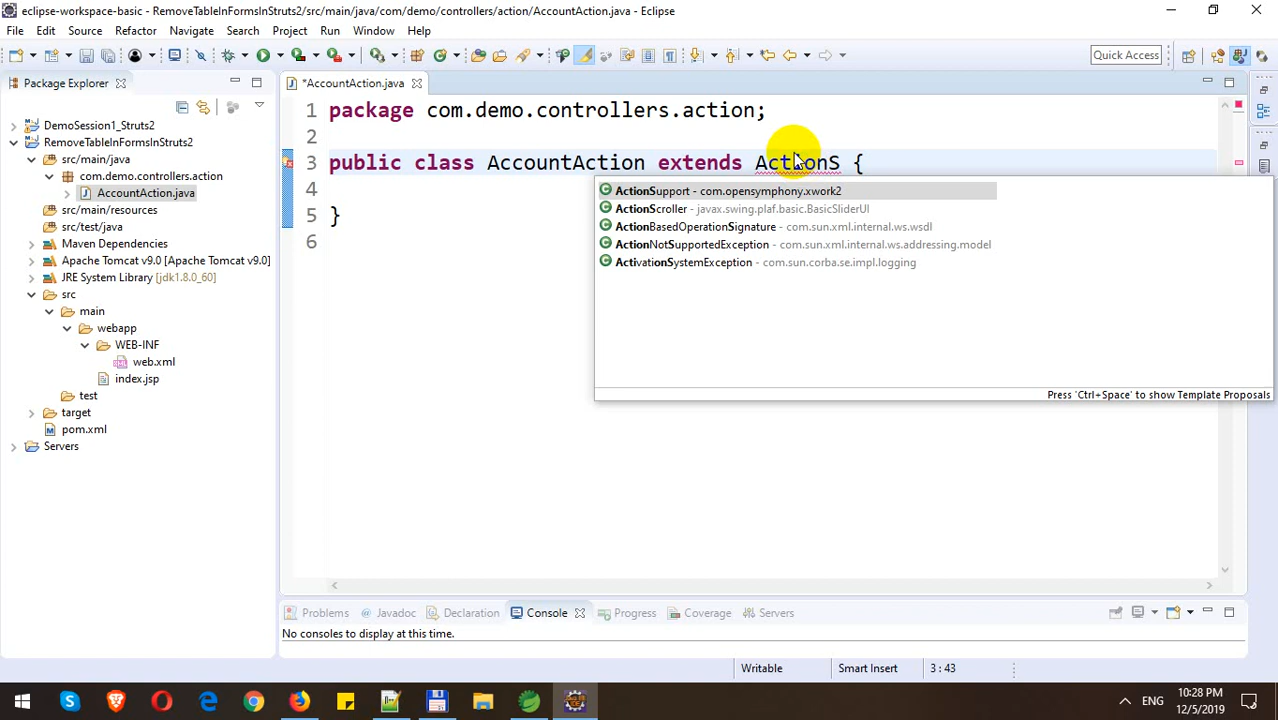 eclipse-workspace-basic - RemoveTableInFormsInStruts2/src/main/java/com/demo/controllers/action/AccountAction.java - Eclipse
File Edit Source Refactor Navigate Search Project Run Window Help
Quick Access
Package Explorer
*AccountAction.java
DemoSession1_Struts2
RemoveTableInFormsInStruts2
src/main/java
com.demo.controllers.action
AccountAction.java
src/main/resources
src/test/java
Maven Dependencies
Apache Tomcat v9.0 [Apache Tomcat v9.0]
JRE System Library [jdk1.8.0_60]
src
main
webapp
WEB-INF
web.xml
index.jsp
test
target
pom.xml
Servers
1 package com.demo.controllers.action;
2
3 public class AccountAction extends ActionS {
4
5 }
6
ActionSupport - com.opensymphony.xwork2
ActionScroller - javax.swing.plaf.basic.BasicSliderUI
ActionBasedOperationSignature - com.sun.xml.internal.ws.wsdl
ActionNotSupportedException - com.sun.xml.internal.ws.addressing.model
ActivationSystemException - com.sun.corba.se.impl.logging
Press 'Ctrl+Space' to show Template Proposals
Problems Javadoc Declaration Console Progress Coverage Servers
No consoles to display at this time.
Writable Smart Insert 3 : 43
ENG
10:28 PM
12/5/2019